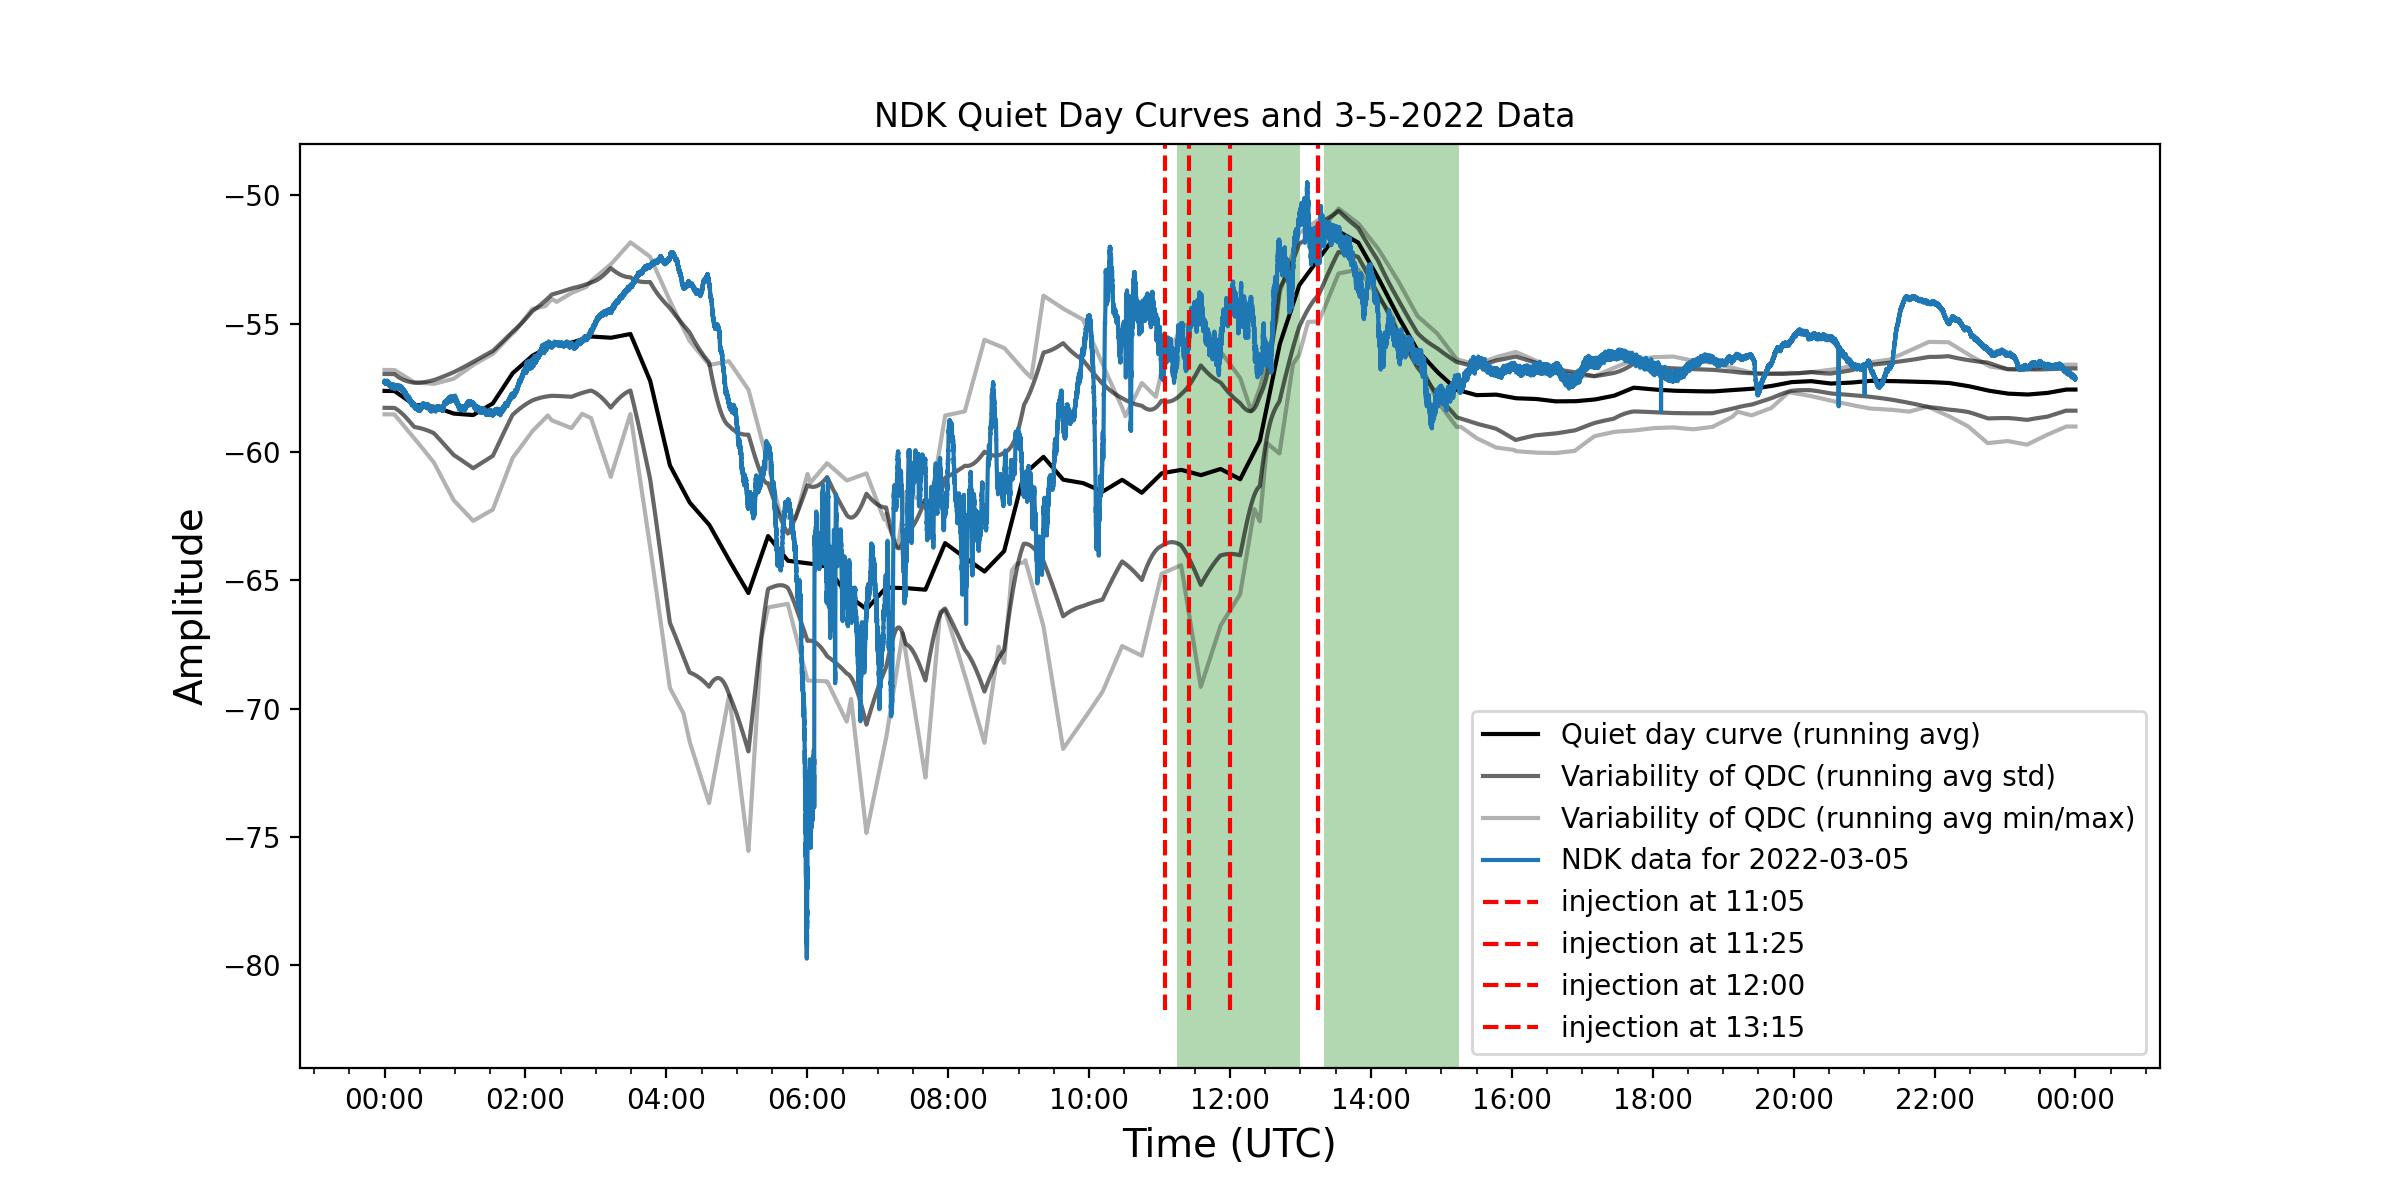 NDK Quiet Day Curves and 3-5-2022 Data
Amplitude
−50
−55
−60
−65
−70
−75
−80
Quiet day curve (running avg)
Variability of QDC (running avg std)
Variability of QDC (running avg min/max)
NDK data for 2022-03-05
injection at 11:05
injection at 11:25
injection at 12:00
injection at 13:15
00:00 02:00 04:00 06:00 08:00 10:00 12:00 14:00 16:00 18:00 20:00 22:00 00:00
Time (UTC)